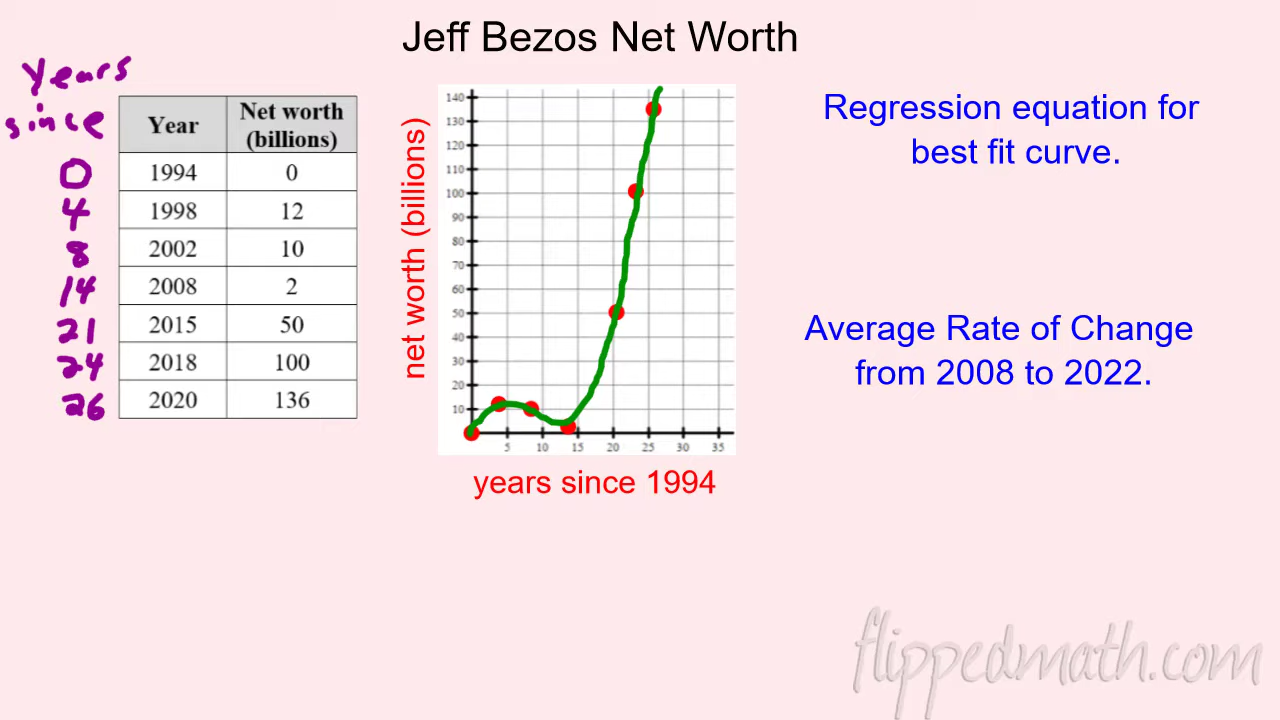 Jeff Bezos Net Worth
years
since
Year Net worth
(billions)
0 1994 0
4 1998 12
8 2002 10
14 2008 2
21 2015 50
24 2018 100
26 2020 136
net worth (billions)
140
130
120
110
100
90
80
70
60
50
40
30
20
10
5 10 15 20 25 30 35
years since 1994
Regression equation for
best fit curve.
Average Rate of Change
from 2008 to 2022.
flippedmath.com